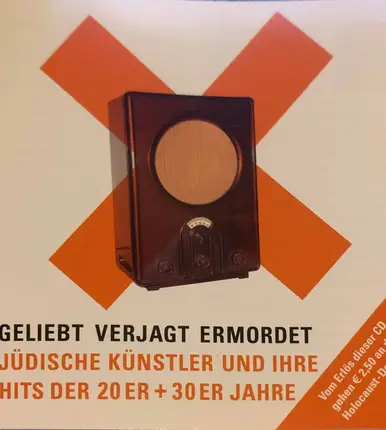 GELIEBT VERJAGT ERMORDET
JÜDISCHE KÜNSTLER UND IHRE
HITS DER 20ER + 30ER JAHRE
Vom Erlös dieser CD
gehen € 2,50 an